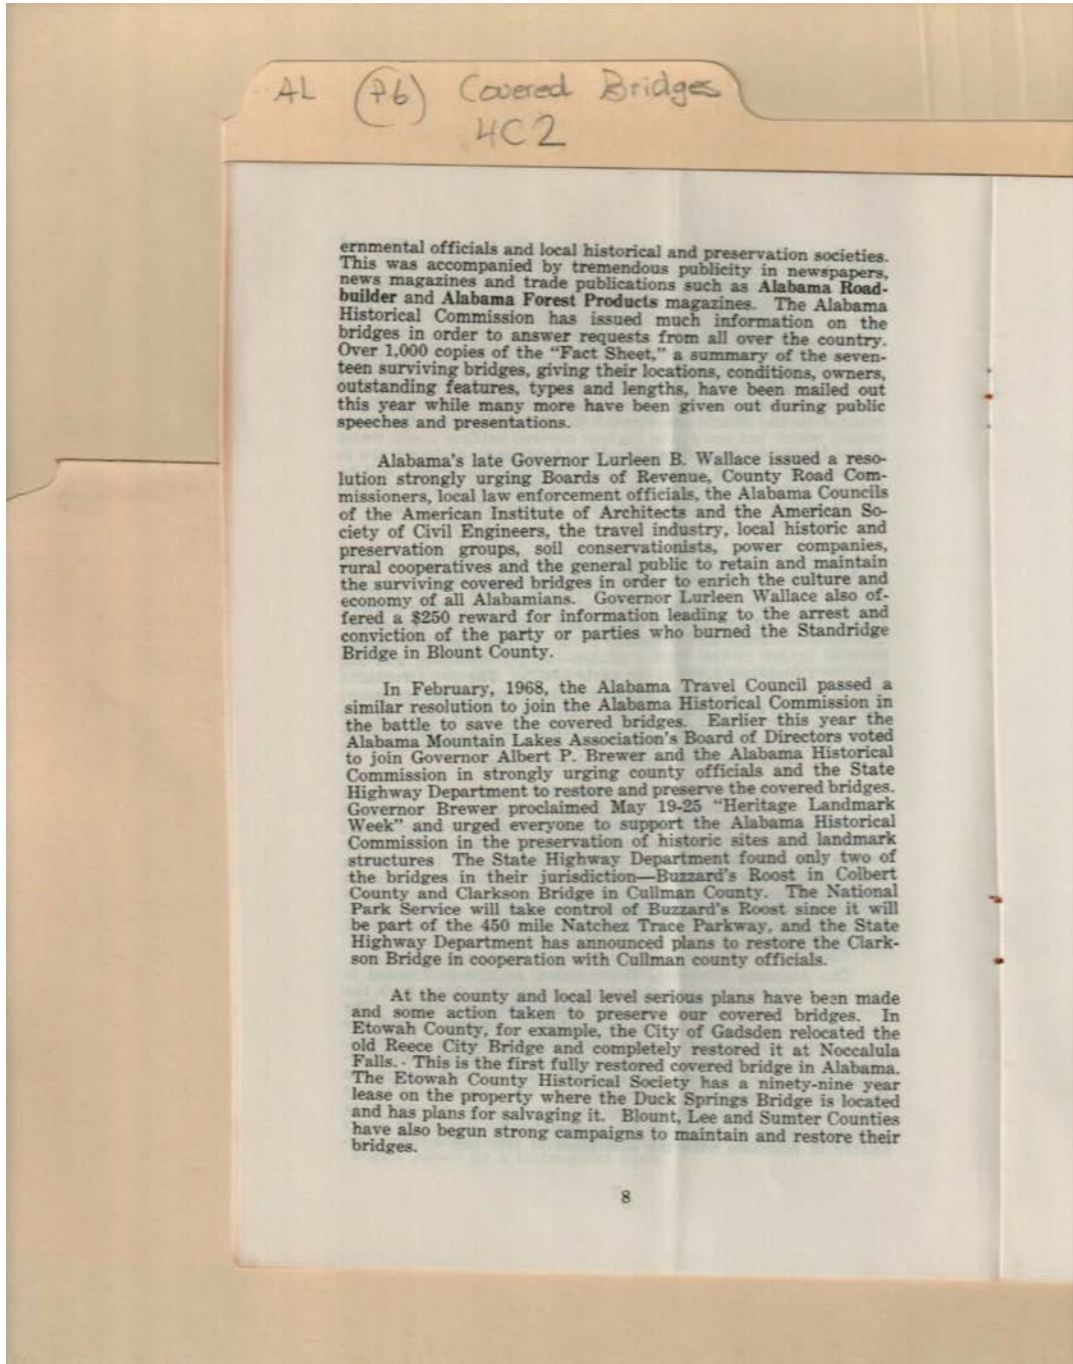 AL (P6) Covered Bridges
4C2
ernmental officials and local historical and preservation societies.
This was accompanied by tremendous publicity in newspapers,
news magazines and trade publications such as Alabama Road-
builder and Alabama Forest Products magazines. The Alabama
Historical Commission has issued much information on the
bridges in order to answer requests from all over the country.
Over 1,000 copies of the "Fact Sheet," a summary of the seven-
teen surviving bridges, giving their locations, conditions, owners,
outstanding features, types and lengths, have been mailed out
this year while many more have been given out during public
speeches and presentations.
Alabama's late Governor Lurleen B. Wallace issued a reso-
lution strongly urging Boards of Revenue, County Road Com-
missioners, local law enforcement officials, the Alabama Councils
of the American Institute of Architects and the American So-
ciety of Civil Engineers, the travel industry, local historic and
preservation groups, soil conservationists, power companies,
rural cooperatives and the general public to retain and maintain
the surviving covered bridges in order to enrich the culture and
economy of all Alabamians. Governor Lurleen Wallace also of-
fered a $250 reward for information leading to the arrest and
conviction of the party or parties who burned the Standridge
Bridge in Blount County.
In February, 1968, the Alabama Travel Council passed a
similar resolution to join the Alabama Historical Commission in
the battle to save the covered bridges. Earlier this year the
Alabama Mountain Lakes Association's Board of Directors voted
to join Governor Albert P. Brewer and the Alabama Historical
Commission in strongly urging county officials and the State
Highway Department to restore and preserve the covered bridges.
Governor Brewer proclaimed May 19-25 "Heritage Landmark
Week" and urged everyone to support the Alabama Historical
Commission in the preservation of historic sites and landmark
structures The State Highway Department found only two of
the bridges in their jurisdiction—Buzzard's Roost in Colbert
County and Clarkson Bridge in Cullman County. The National
Park Service will take control of Buzzard's Roost since it will
be part of the 450 mile Natchez Trace Parkway, and the State
Highway Department has announced plans to restore the Clark-
son Bridge in cooperation with Cullman county officials.
At the county and local level serious plans have been made
and some action taken to preserve our covered bridges. In
Etowah County, for example, the City of Gadsden relocated the
old Reece City Bridge and completely restored it at Noccalula
Falls. This is the first fully restored covered bridge in Alabama.
The Etowah County Historical Society has a ninety-nine year
lease on the property where the Duck Springs Bridge is located
and has plans for salvaging it. Blount, Lee and Sumter Counties
have also begun strong campaigns to maintain and restore their
bridges.
8